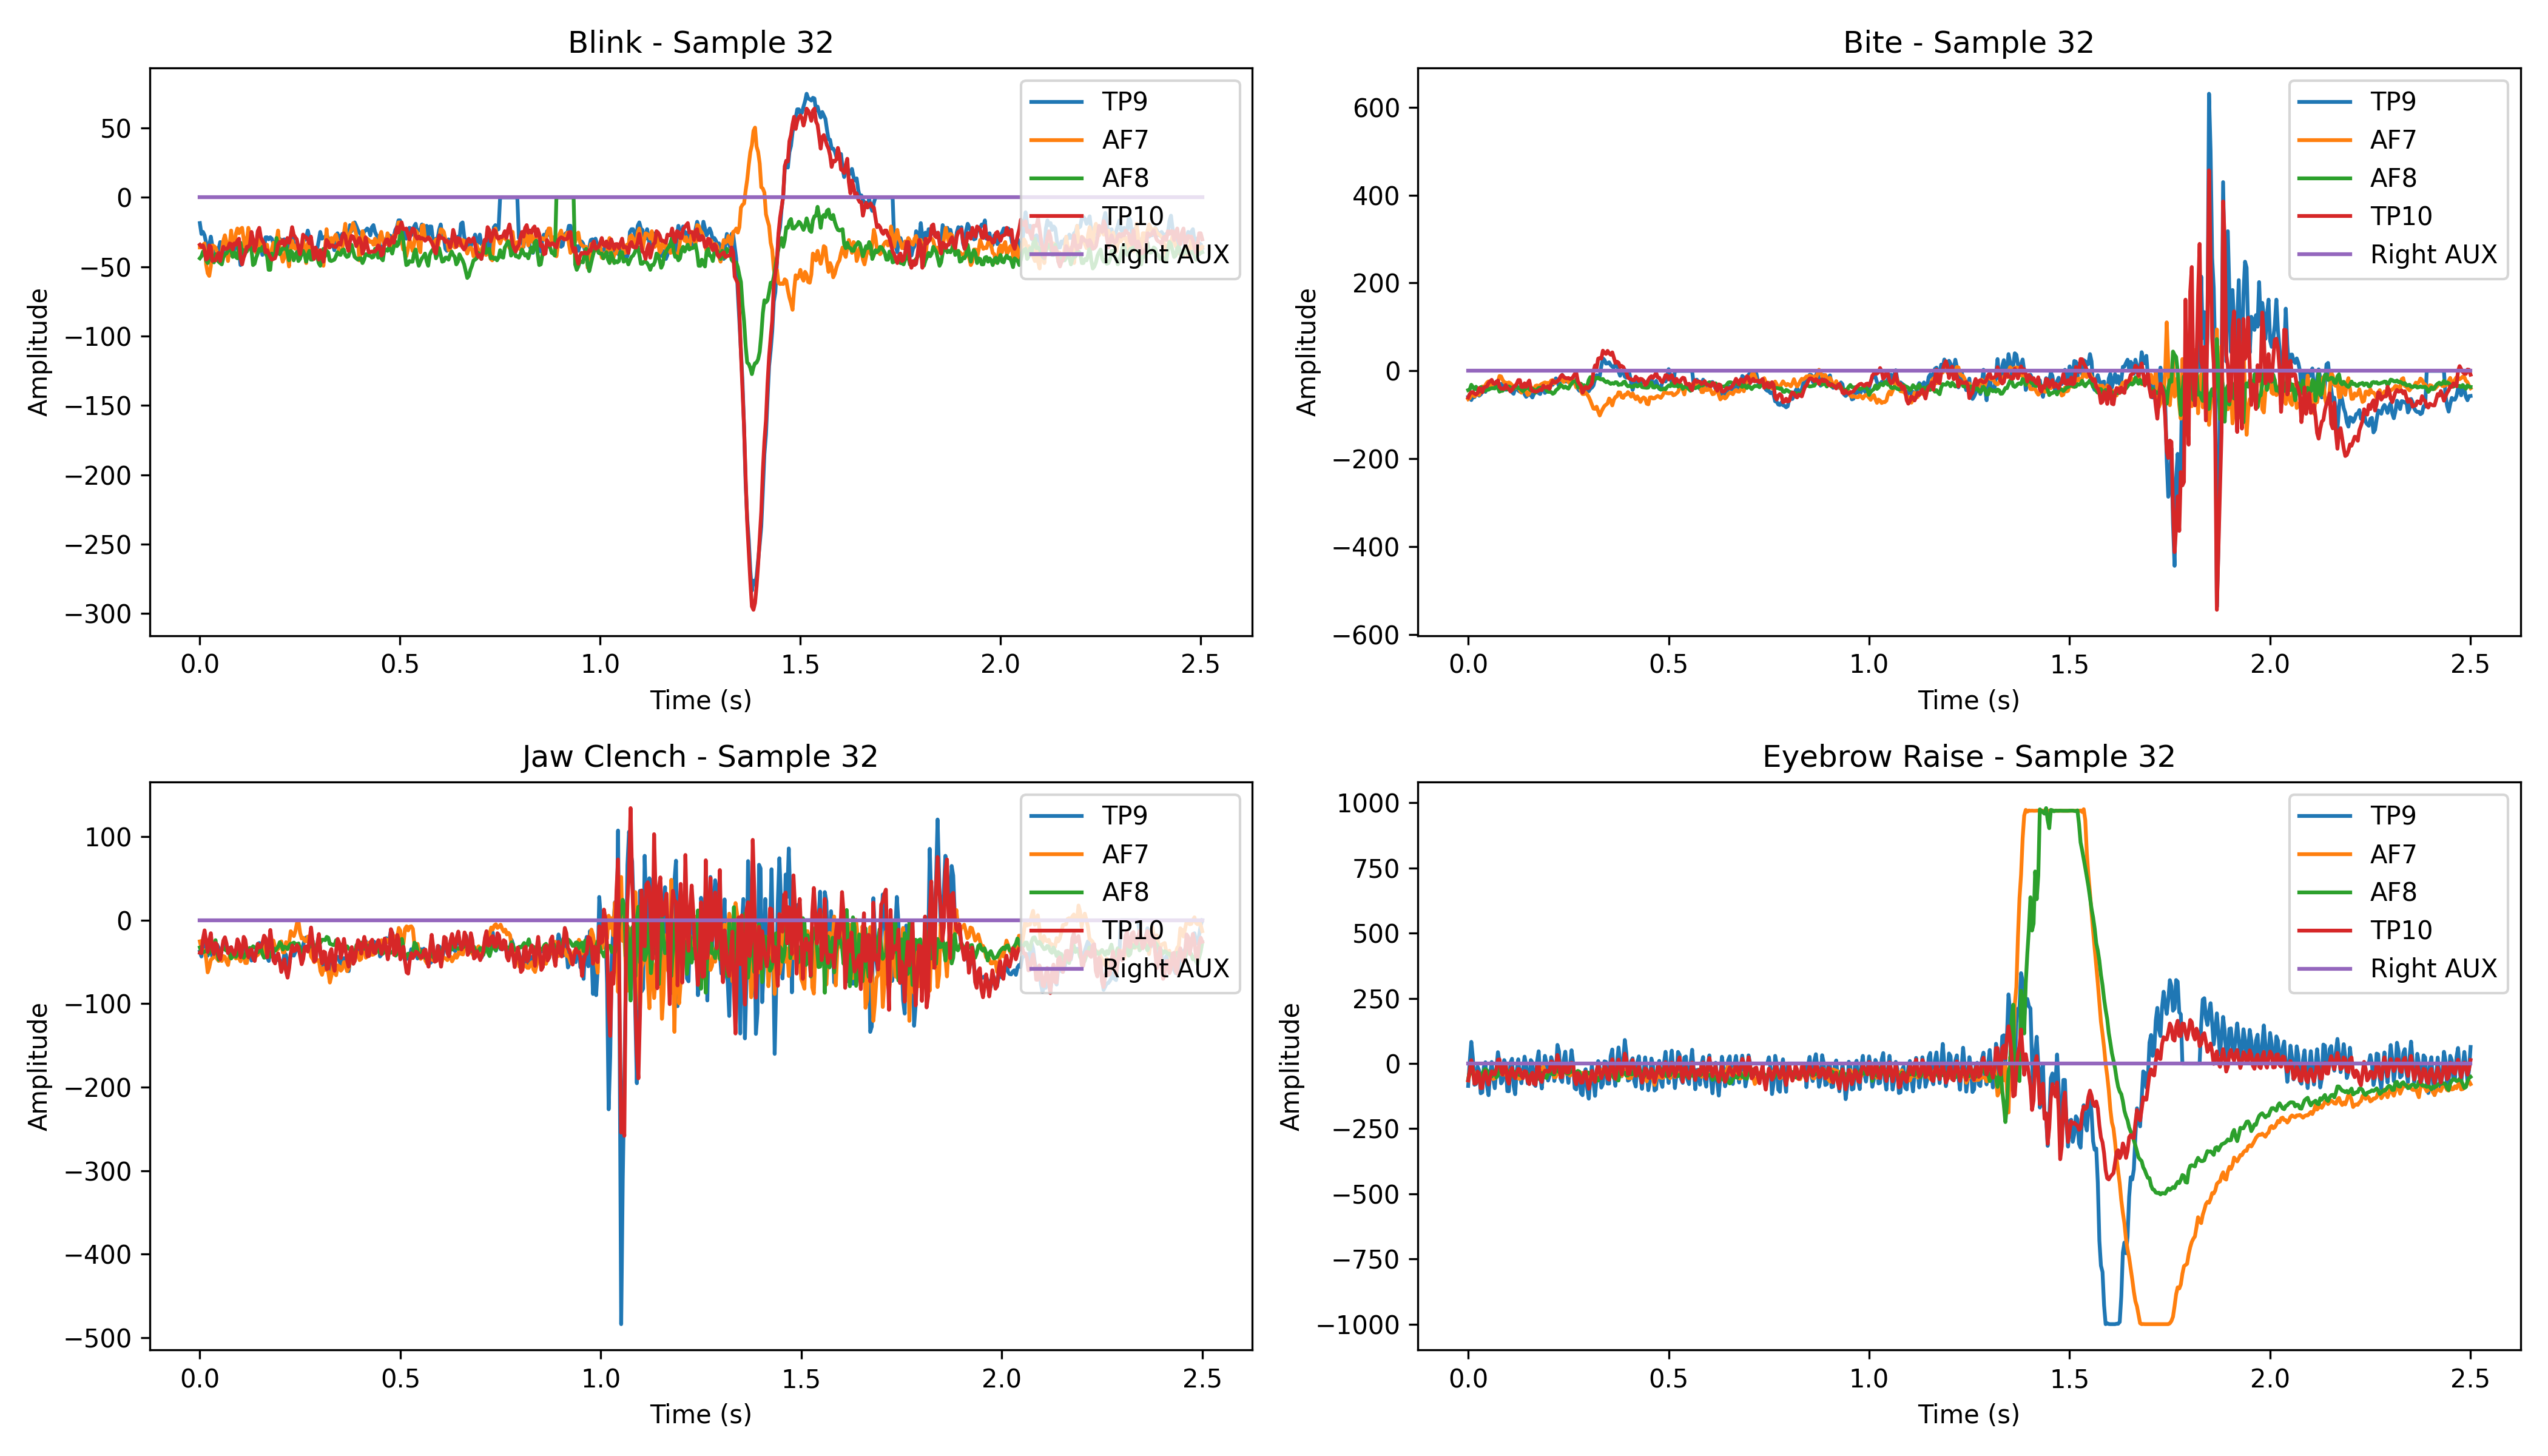 Blink - Sample 32
Amplitude
50
0
−50
−100
−150
−200
−250
−300
0.0 0.5 1.0 1.5 2.0 2.5
Time (s)
TP9
AF7
AF8
TP10
Right AUX
Bite - Sample 32
Amplitude
600
400
200
0
−200
−400
−600
0.0 0.5 1.0 1.5 2.0 2.5
Time (s)
TP9
AF7
AF8
TP10
Right AUX
Jaw Clench - Sample 32
Amplitude
100
0
−100
−200
−300
−400
−500
0.0 0.5 1.0 1.5 2.0 2.5
Time (s)
TP9
AF7
AF8
TP10
Right AUX
Eyebrow Raise - Sample 32
Amplitude
1000
750
500
250
0
−250
−500
−750
−1000
0.0 0.5 1.0 1.5 2.0 2.5
Time (s)
TP9
AF7
AF8
TP10
Right AUX